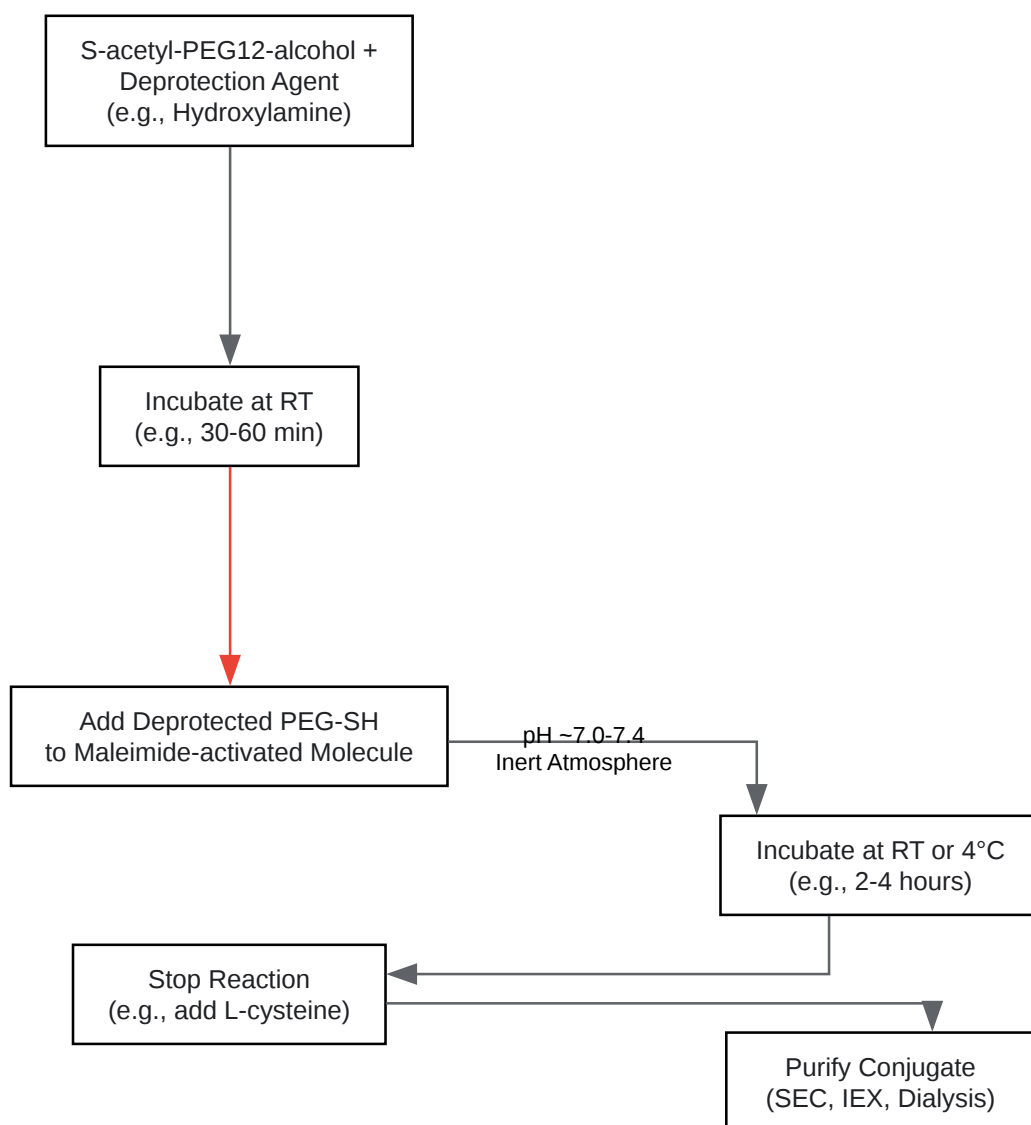 S-acetyl-PEG12-alcohol +
Deprotection Agent
(e.g., Hydroxylamine)
Incubate at RT
(e.g., 30-60 min)
Add Deprotected PEG-SH
to Maleimide-activated Molecule
pH ~7.0-7.4
Inert Atmosphere
Incubate at RT or 4°C
(e.g., 2-4 hours)
Stop Reaction
(e.g., add L-cysteine)
Purify Conjugate
(SEC, IEX, Dialysis)